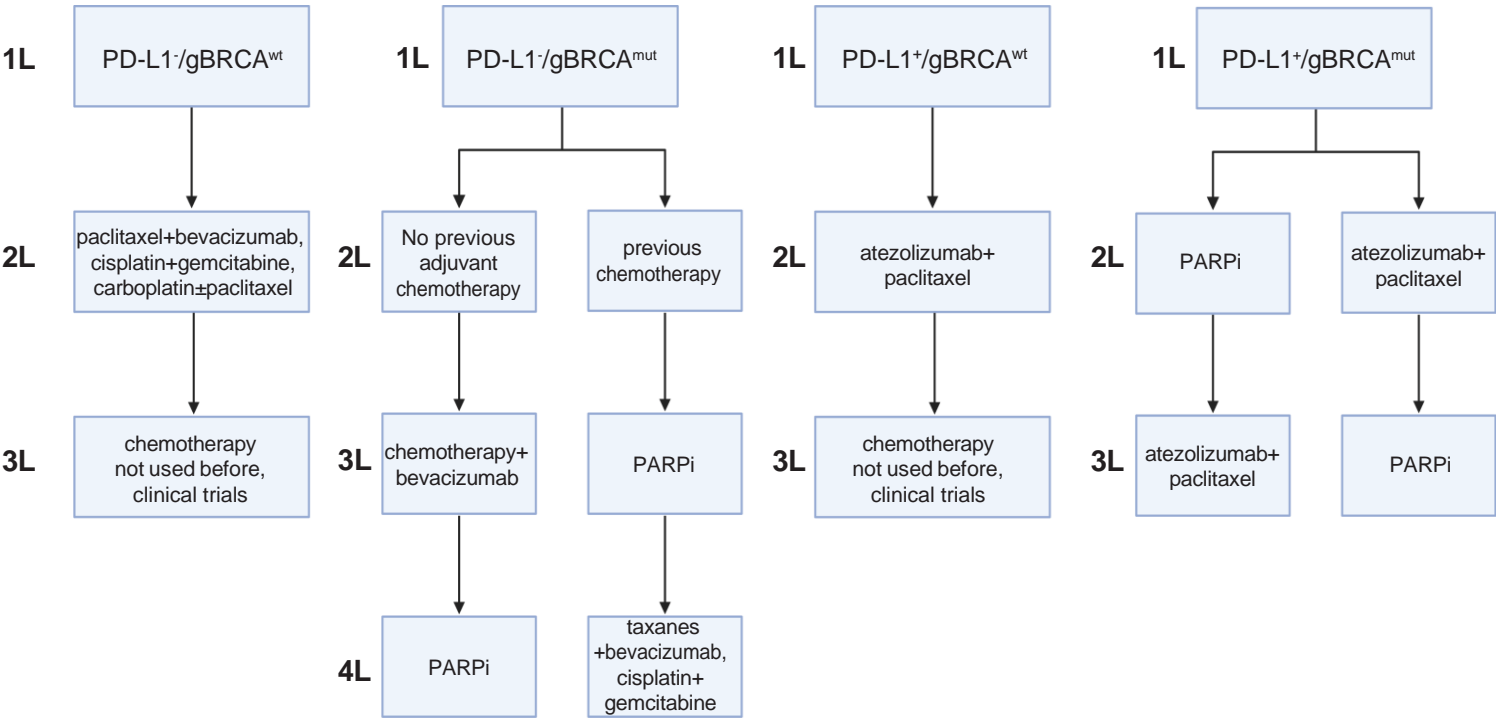 1L
PD-L1⁻/gBRCAʷᵗ
2L
paclitaxel+bevacizumab,
cisplatin+gemcitabine,
carboplatin±paclitaxel
3L
chemotherapy
not used before,
clinical trials
1L
PD-L1⁻/gBRCAᵐᵘᵗ
2L
No previous
adjuvant
chemotherapy
previous
chemotherapy
3L
chemotherapy+
bevacizumab
PARPi
4L
PARPi
taxanes
+bevacizumab,
cisplatin+
gemcitabine
1L
PD-L1⁺/gBRCAʷᵗ
2L
atezolizumab+
paclitaxel
3L
chemotherapy
not used before,
clinical trials
1L
PD-L1⁺/gBRCAᵐᵘᵗ
2L
PARPi
atezolizumab+
paclitaxel
3L
atezolizumab+
paclitaxel
PARPi